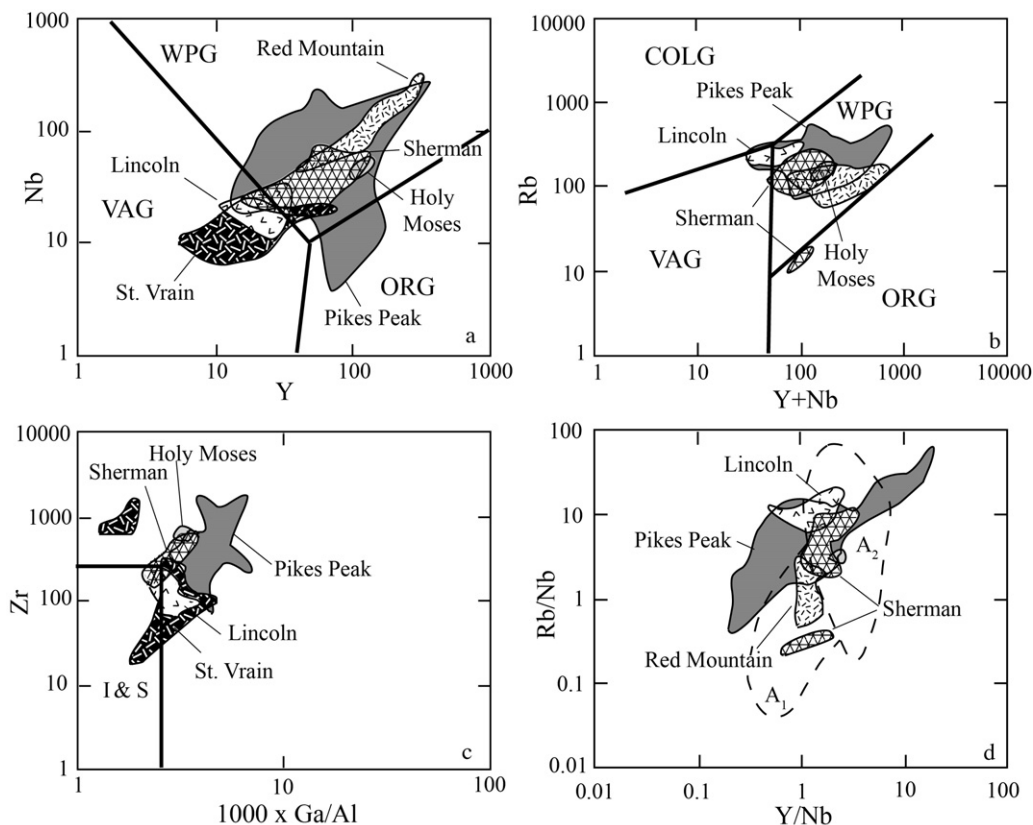 1000
100
10
1
Nb
WPG
Red Mountain
Lincoln
Sherman
VAG
Holy
Moses
St. Vrain
ORG
Pikes Peak
a
1
10
100
1000
Y
10000
1000
100
10
1
Rb
COLG
Pikes Peak
WPG
Lincoln
Sherman
VAG
Holy
Moses
ORG
b
1
10
100
1000
10000
Y+Nb
10000
1000
100
10
1
Zr
Holy Moses
Sherman
Pikes Peak
Lincoln
St. Vrain
I & S
c
1
10
100
1000 x Ga/Al
100
10
1
0.1
0.01
Rb/Nb
Lincoln
Pikes Peak
A2
Sherman
Red Mountain
A1
d
0.01
0.1
1
10
100
Y/Nb